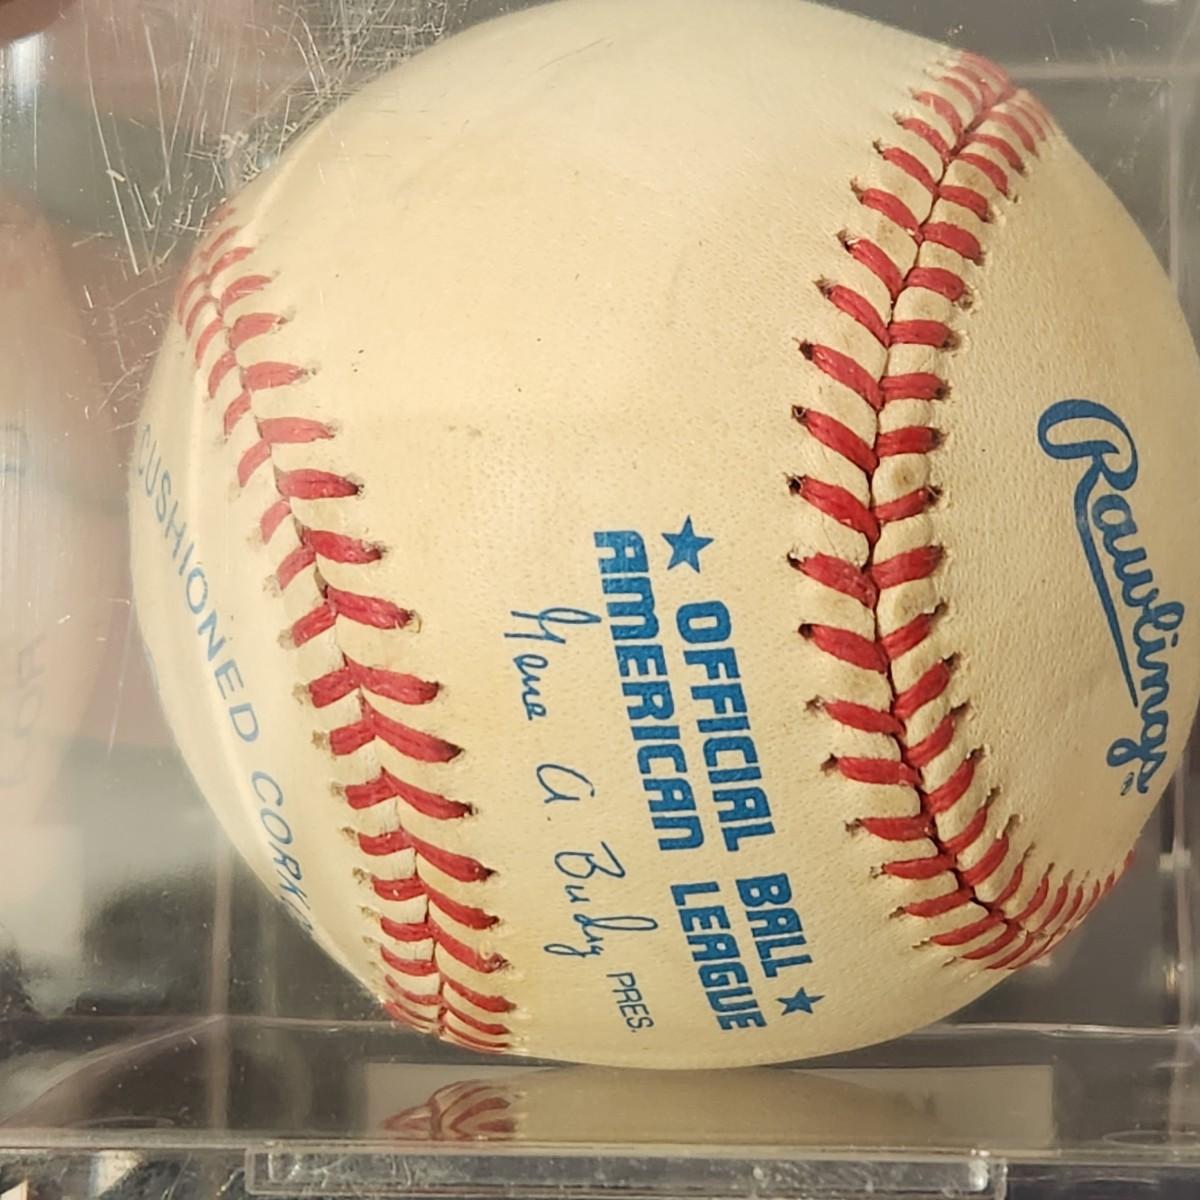 ★ OFFICIAL BALL ★
AMERICAN LEAGUE
Gene A Budig PRES.
Rawlings
CUSHIONED CORK